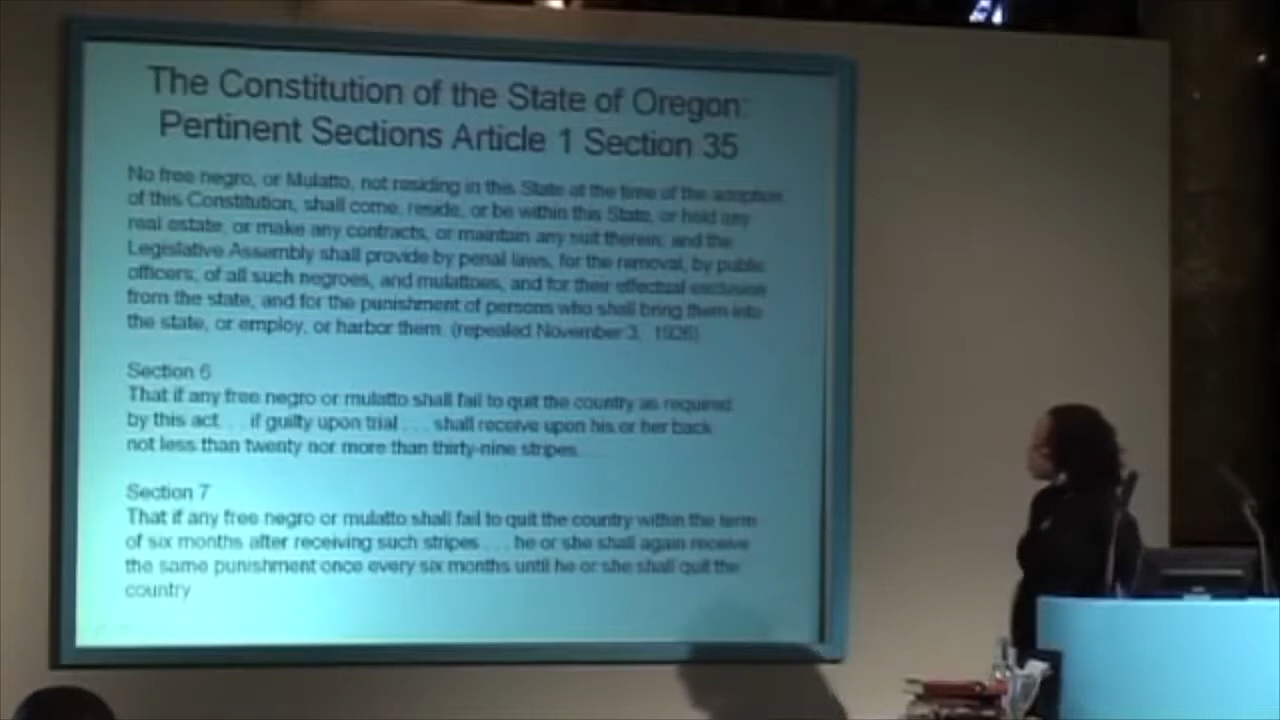 The Constitution of the State of Oregon:
Pertinent Sections Article 1 Section 35
No free negro, or Mulatto, not residing in this State at the time of the adoption
of this Constitution, shall come, reside, or be within this State, or hold any
real estate, or make any contracts, or maintain any suit therein; and the
Legislative Assembly shall provide by penal laws, for the removal, by public
officers, of all such negroes, and mulattoes, and for their effectual exclusion
from the state, and for the punishment of persons who shall bring them into
the state, or employ, or harbor them. (repealed November 3, 1926)
Section 6
That if any free negro or mulatto shall fail to quit the country as required
by this act . . . if guilty upon trial . . . shall receive upon his or her back
not less than twenty nor more than thirty-nine stripes. . .
Section 7
That if any free negro or mulatto shall fail to quit the country within the term
of six months after receiving such stripes . . . he or she shall again receive
the same punishment once every six months until he or she shall quit the
country